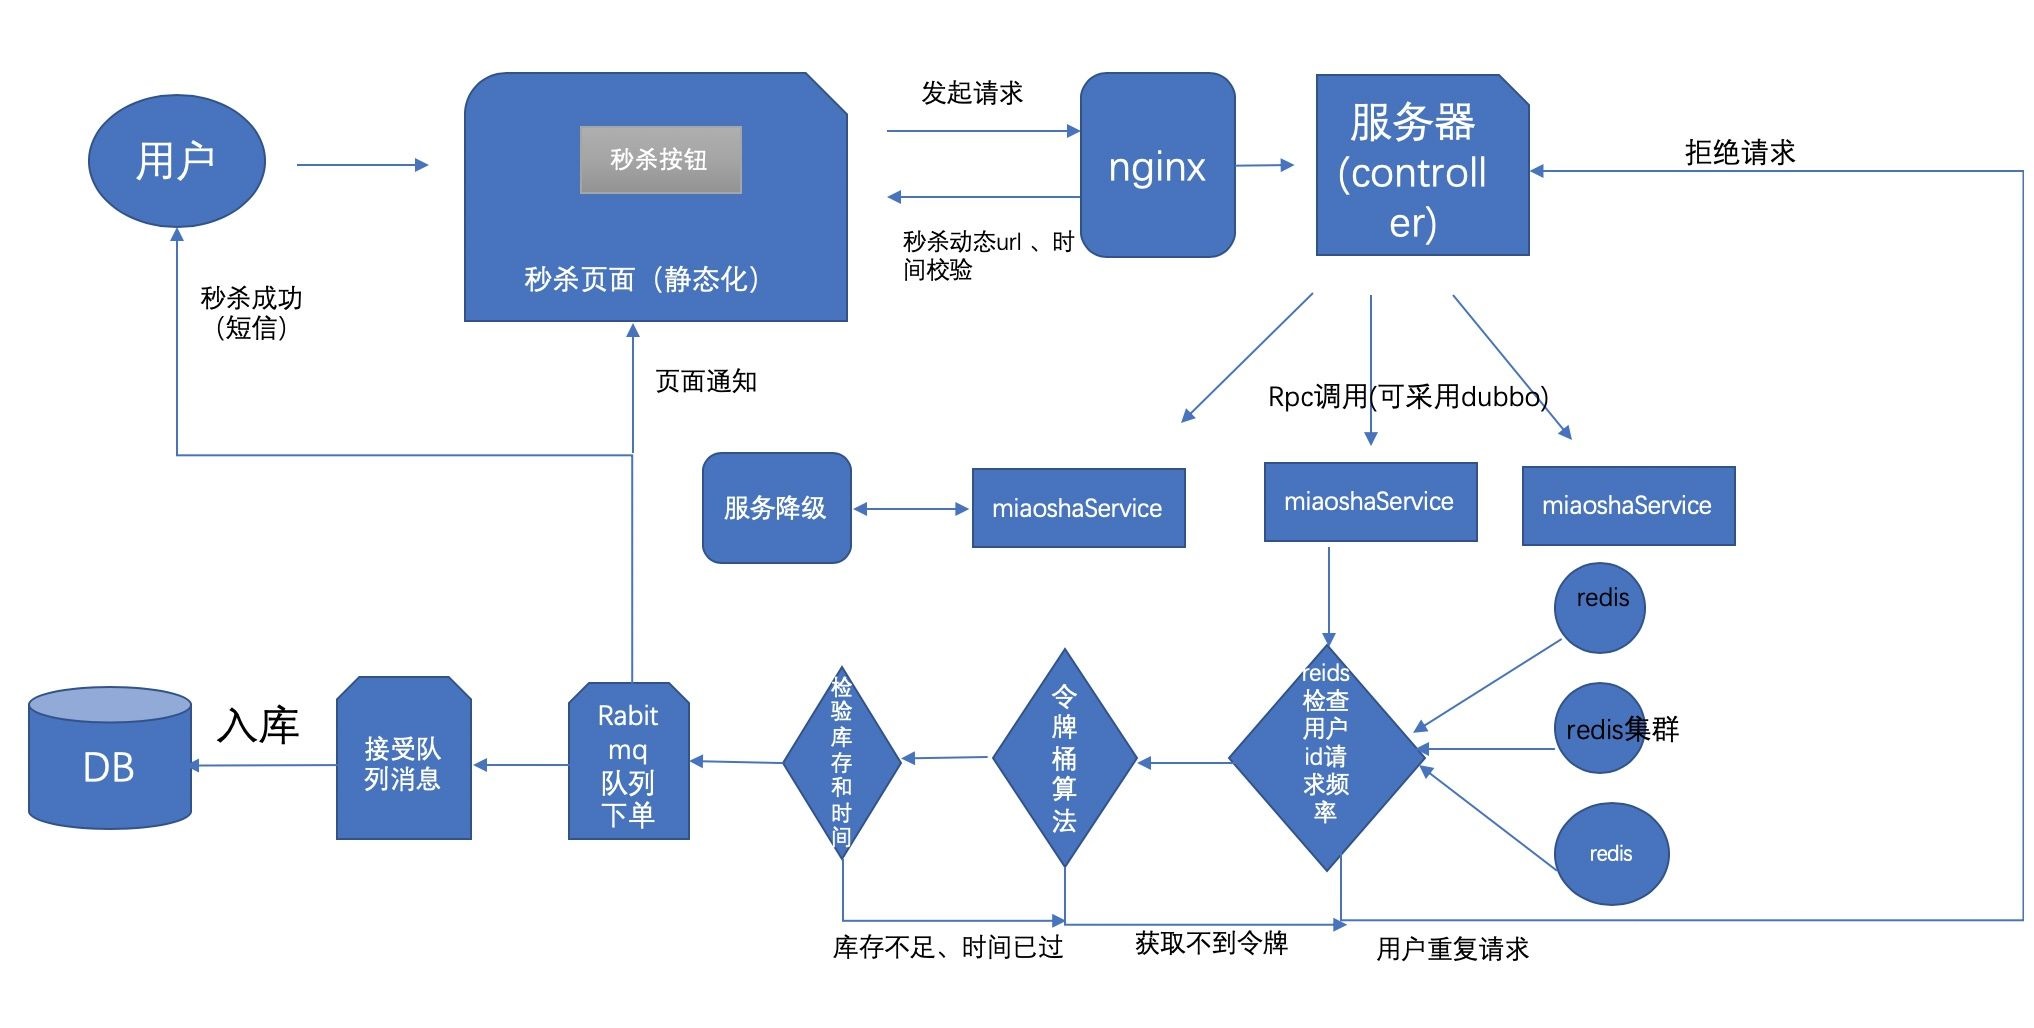 用户
秒杀按钮
秒杀页面（静态化）
发起请求
秒杀动态url 、时
间校验
nginx
服务器
(controll
er)
拒绝请求
秒杀成功
（短信）
页面通知
Rpc调用(可采用dubbo)
服务降级
miaoshaService
miaoshaService
miaoshaService
redis
redis集群
redis
reids
检查
用户
id请
求频
率
令
牌
桶
算
法
检
验
库
存
和
时
间
Rabit
mq
队列
下单
接受队
列消息
入库
DB
库存不足、时间已过
获取不到令牌
用户重复请求